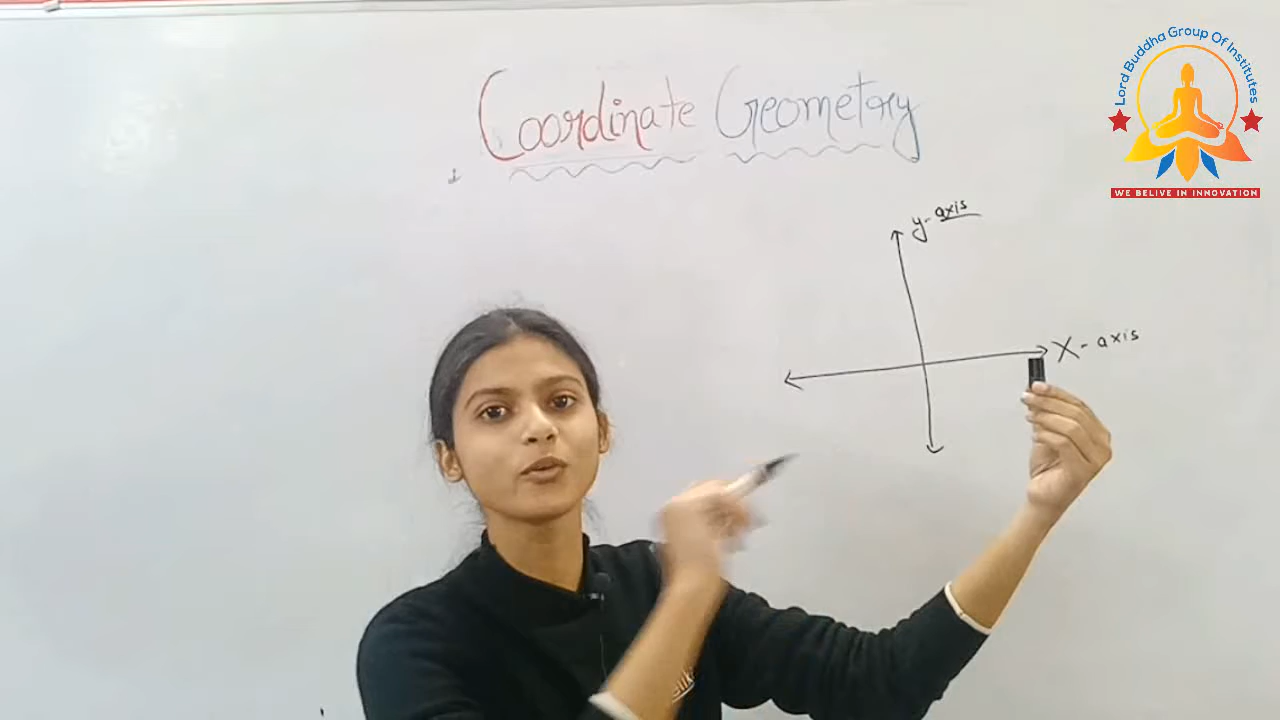 Coordinate Geometry
y-axis
X-axis
Lord Buddha Group Of Institutes
WE BELIVE IN INNOVATION